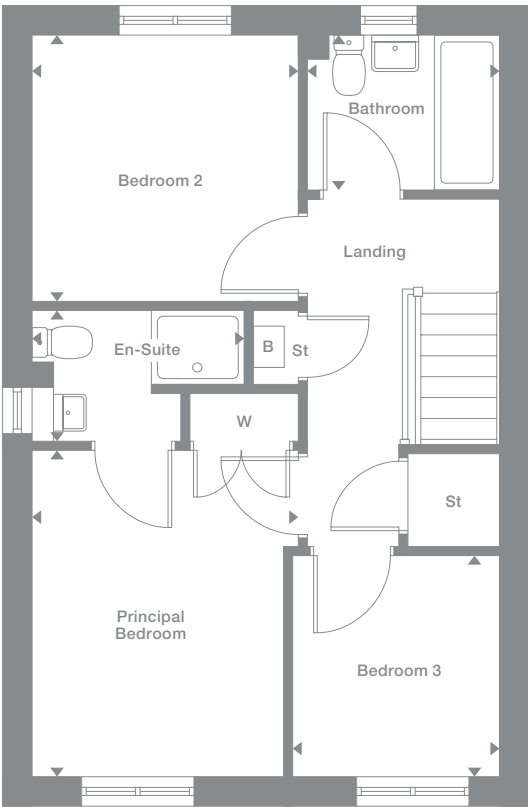 Bathroom
Bedroom 2
Landing
En-Suite
B
St
W
St
Principal
Bedroom
Bedroom 3